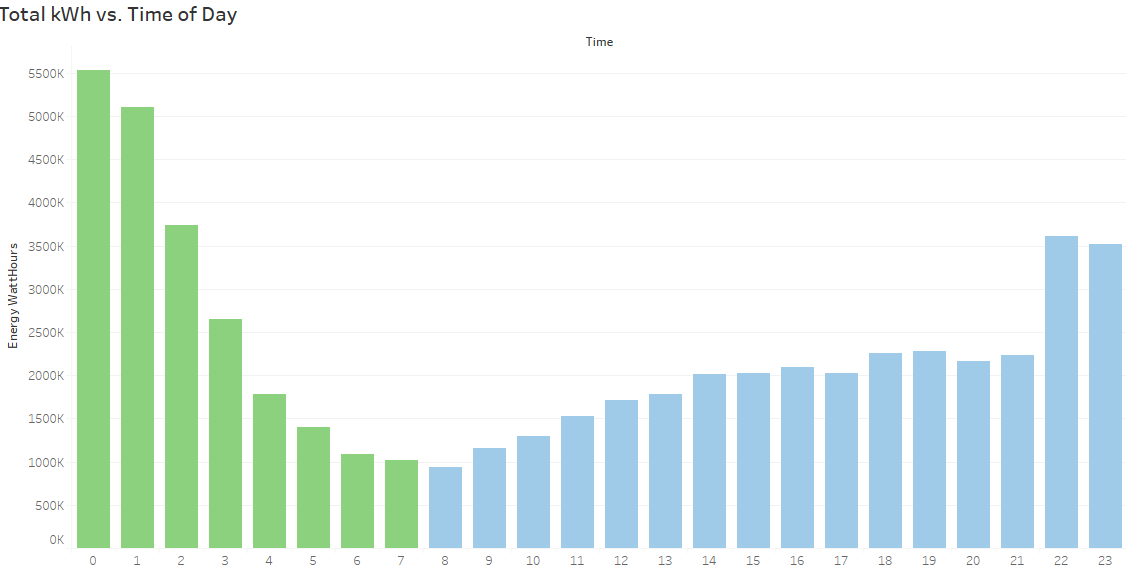 Total kWh vs. Time of Day
Time
Energy WattHours
5500K
5000K
4500K
4000K
3500K
3000K
2500K
2000K
1500K
1000K
500K
0K
0 1 2 3 4 5 6 7 8 9 10 11 12 13 14 15 16 17 18 19 20 21 22 23